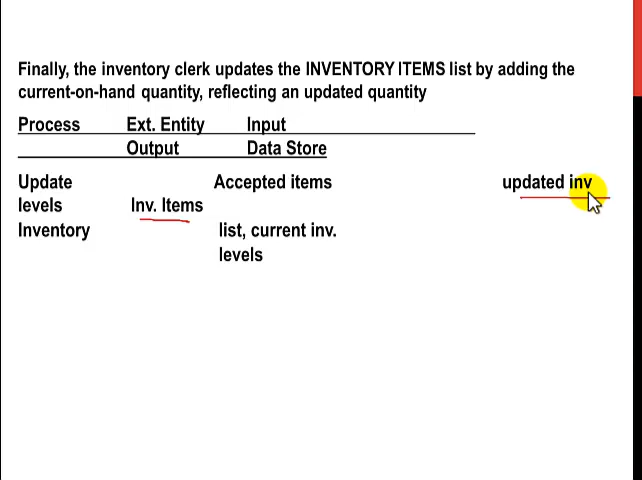 Finally, the inventory clerk updates the INVENTORY ITEMS list by adding the
current-on-hand quantity, reflecting an updated quantity
Process Ext. Entity Input
Output Data Store
Update Accepted items updated inv
levels Inv. Items
Inventory list, current inv.
levels